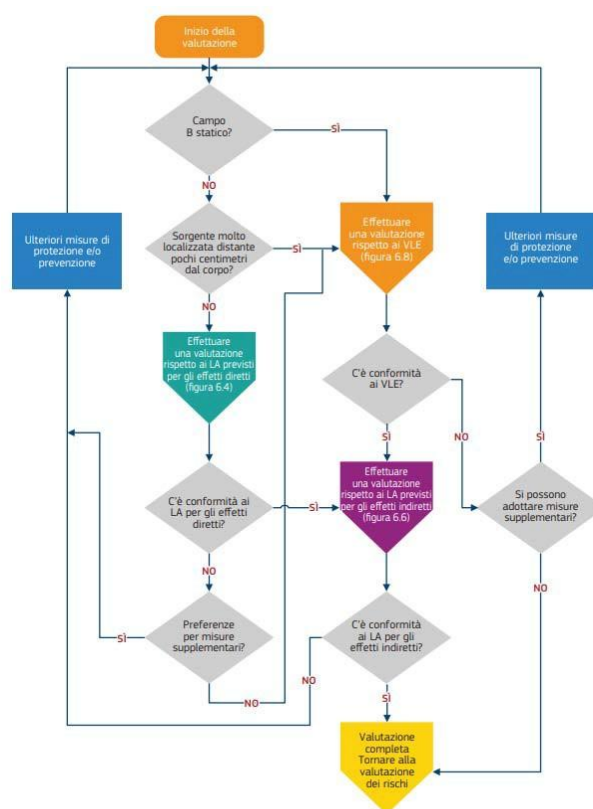 Inizio della
valutazione
Campo
B statico?
SÌ
NO
Ulteriori misure di
protezione e/o
prevenzione
Sorgente molto
localizzata distante
pochi centimetri
dal corpo?
SÌ
Effettuare
una valutazione
rispetto ai VLE
(figura 6.8)
Ulteriori misure
di protezione
e/o prevenzione
NO
Effettuare
una valutazione
rispetto ai LA previsti
per gli effetti diretti
(figura 6.4)
C'è conformità
ai VLE?
SÌ
NO
SÌ
Effettuare
una valutazione
rispetto ai LA previsti
per gli effetti indiretti
(figura 6.6)
C'è conformità ai
LA per gli effetti
diretti?
SÌ
Si possono
adottare misure
supplementari?
NO
NO
Preferenze
per misure
supplementari?
SÌ
NO
C'è conformità
ai LA per gli
effetti indiretti?
NO
SÌ
Valutazione
completa
Tornare alla
valutazione
dei rischi